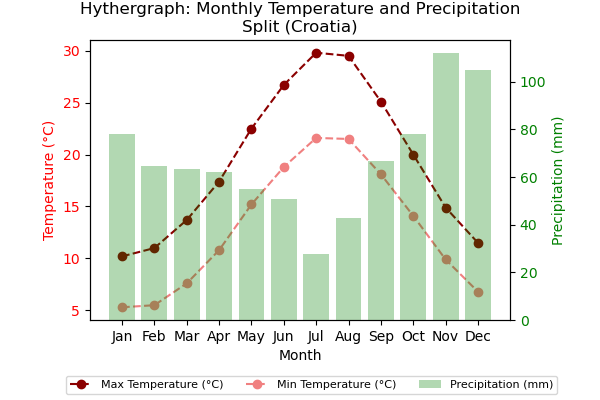 Hythergraph: Monthly Temperature and Precipitation
Split (Croatia)
30
25
20
15
10
5
Temperature (°C)
100
80
60
40
20
0
Precipitation (mm)
Jan Feb Mar Apr May Jun Jul Aug Sep Oct Nov Dec
Month
Max Temperature (°C) Min Temperature (°C) Precipitation (mm)